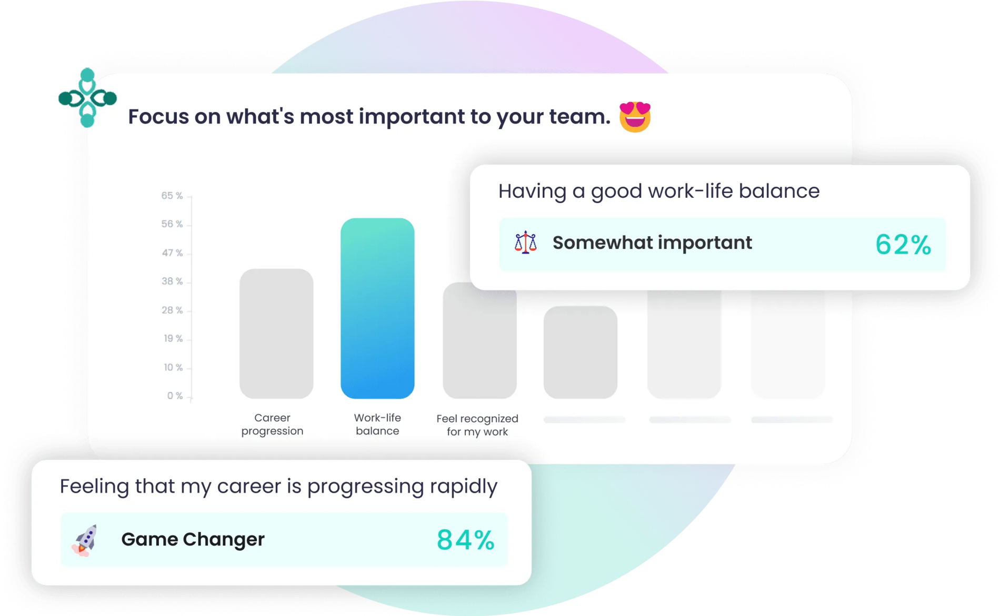 Focus on what's most important to your team.
Having a good work-life balance
Somewhat important
62%
65 %
56 %
47 %
38 %
28 %
19 %
10 %
0 %
Career
progression
Work-life
balance
Feel recognized
for my work
Feeling that my career is progressing rapidly
Game Changer
84%